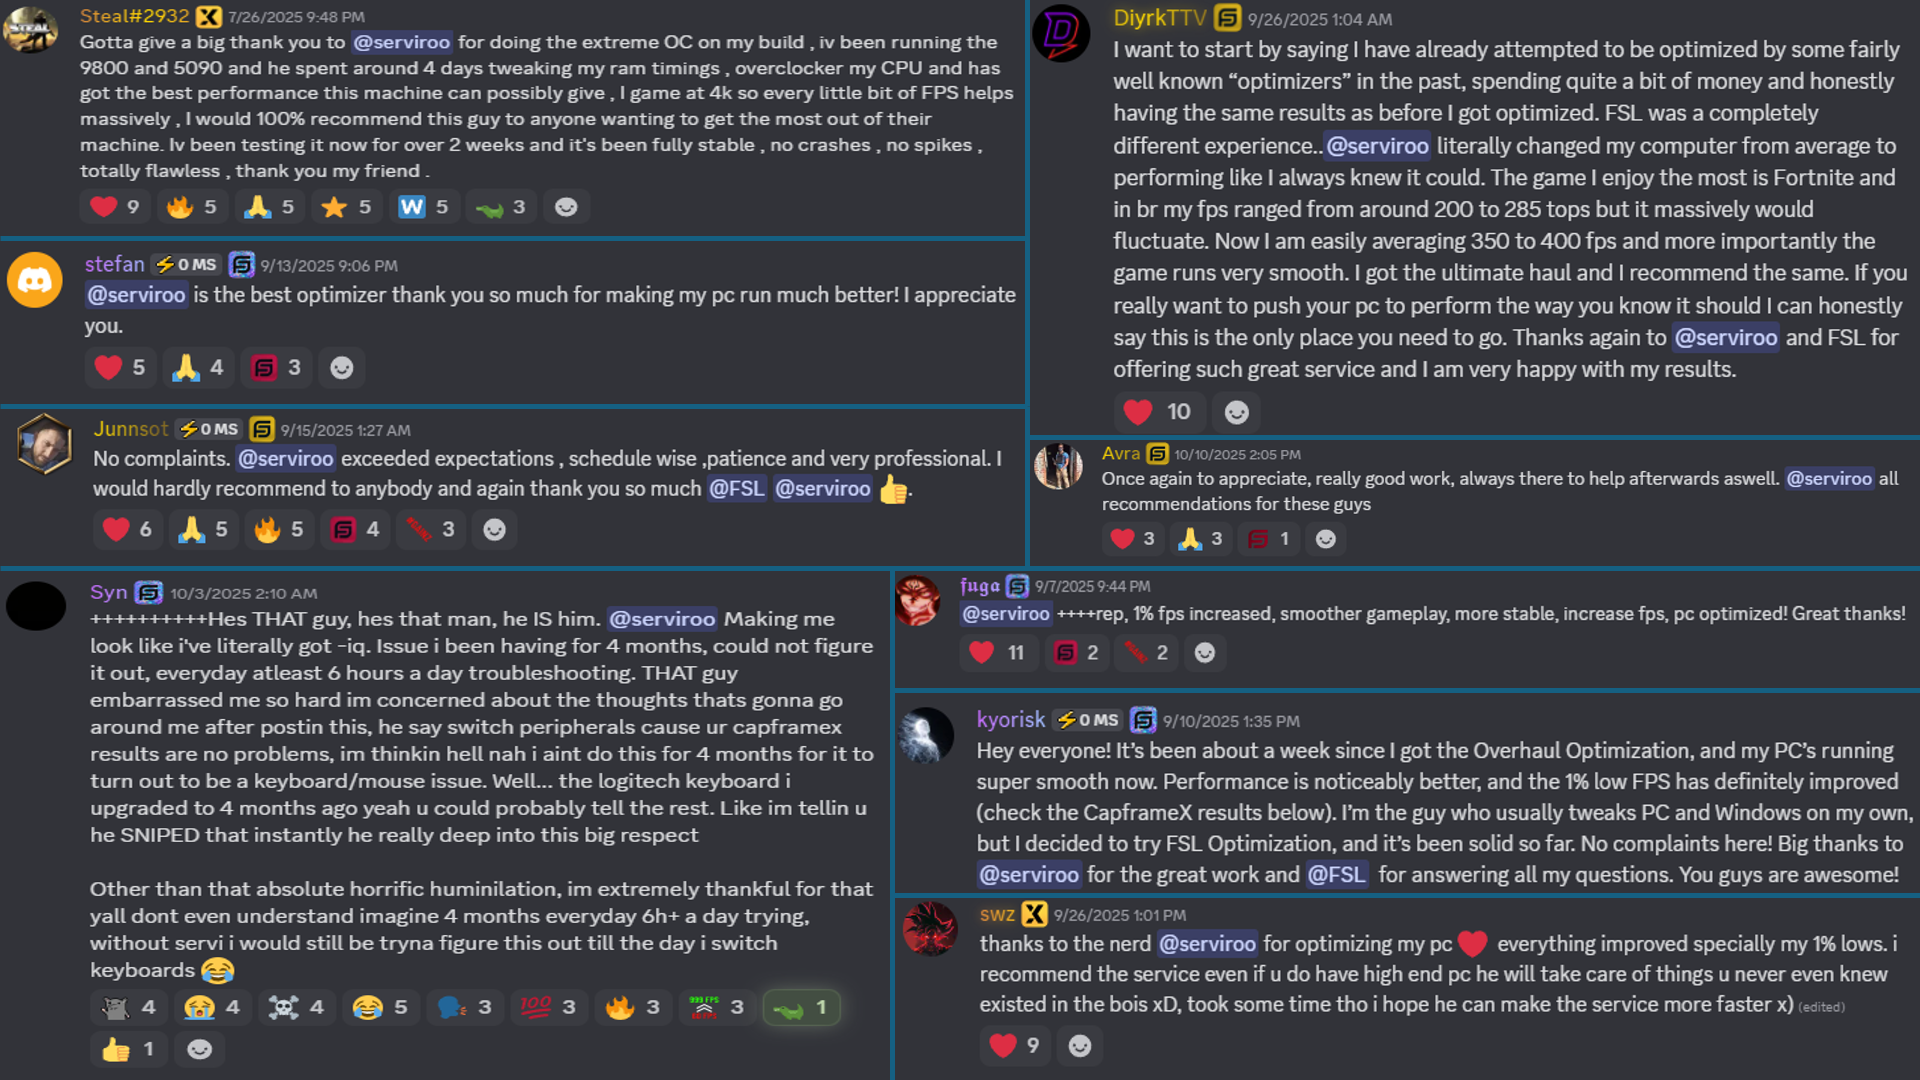 Steal#2932 7/26/2025 9:48 PM
Gotta give a big thank you to @serviroo for doing the extreme OC on my build , iv been running the
9800 and 5090 and he spent around 4 days tweaking my ram timings , overclocker my CPU and has
got the best performance this machine can possibly give , I game at 4k so every little bit of FPS helps
massively , I would 100% recommend this guy to anyone wanting to get the most out of their
machine. Iv been testing it now for over 2 weeks and it's been fully stable , no crashes , no spikes ,
totally flawless , thank you my friend .
9 5 5 5 W 5 3
stefan 0 MS 9/13/2025 9:06 PM
@serviroo is the best optimizer thank you so much for making my pc run much better! I appreciate
you.
5 4 3
Junnsot 0 MS 9/15/2025 1:27 AM
No complaints. @serviroo exceeded expectations , schedule wise ,patience and very professional. I
would hardly recommend to anybody and again thank you so much @FSL @serviroo .
6 5 5 4 3
DiyrkTTV 9/26/2025 1:04 AM
I want to start by saying I have already attempted to be optimized by some fairly
well known “optimizers” in the past, spending quite a bit of money and honestly
having the same results as before I got optimized. FSL was a completely
different experience.. @serviroo literally changed my computer from average to
performing like I always knew it could. The game I enjoy the most is Fortnite and
in br my fps ranged from around 200 to 285 tops but it massively would
fluctuate. Now I am easily averaging 350 to 400 fps and more importantly the
game runs very smooth. I got the ultimate haul and I recommend the same. If you
really want to push your pc to perform the way you know it should I can honestly
say this is the only place you need to go. Thanks again to @serviroo and FSL for
offering such great service and I am very happy with my results.
10
Avra 10/10/2025 2:05 PM
Once again to appreciate, really good work, always there to help afterwards aswell. @serviroo all
recommendations for these guys
3 3 1
Syn 10/3/2025 2:10 AM
++++++++++Hes THAT guy, hes that man, he IS him. @serviroo Making me
look like i've literally got -iq. Issue i been having for 4 months, could not figure
it out, everyday atleast 6 hours a day troubleshooting. THAT guy
embarrassed me so hard im concerned about the thoughts thats gonna go
around me after postin this, he say switch peripherals cause ur capframex
results are no problems, im thinkin hell nah i aint do this for 4 months for it to
turn out to be a keyboard/mouse issue. Well... the logitech keyboard i
upgraded to 4 months ago yeah u could probably tell the rest. Like im tellin u
he SNIPED that instantly he really deep into this big respect
Other than that absolute horrific huminilation, im extremely thankful for that
yall dont even understand imagine 4 months everyday 6h+ a day trying,
without servi i would still be tryna figure this out till the day i switch
keyboards
4 4 4 5 3 100 3 3 3 1
1
fuga 9/7/2025 9:44 PM
@serviroo ++++rep, 1% fps increased, smoother gameplay, more stable, increase fps, pc optimized! Great thanks!
11 2 2
kyorisk 0 MS 9/10/2025 1:35 PM
Hey everyone! It’s been about a week since I got the Overhaul Optimization, and my PC’s running
super smooth now. Performance is noticeably better, and the 1% low FPS has definitely improved
(check the CapframeX results below). I’m the guy who usually tweaks PC and Windows on my own,
but I decided to try FSL Optimization, and it’s been solid so far. No complaints here! Big thanks to
@serviroo for the great work and @FSL for answering all my questions. You guys are awesome!
swz 9/26/2025 1:01 PM
thanks to the nerd @serviroo for optimizing my pc everything improved specially my 1% lows. i
recommend the service even if u do have high end pc he will take care of things u never even knew
existed in the bois xD, took some time tho i hope he can make the service more faster x) (edited)
9